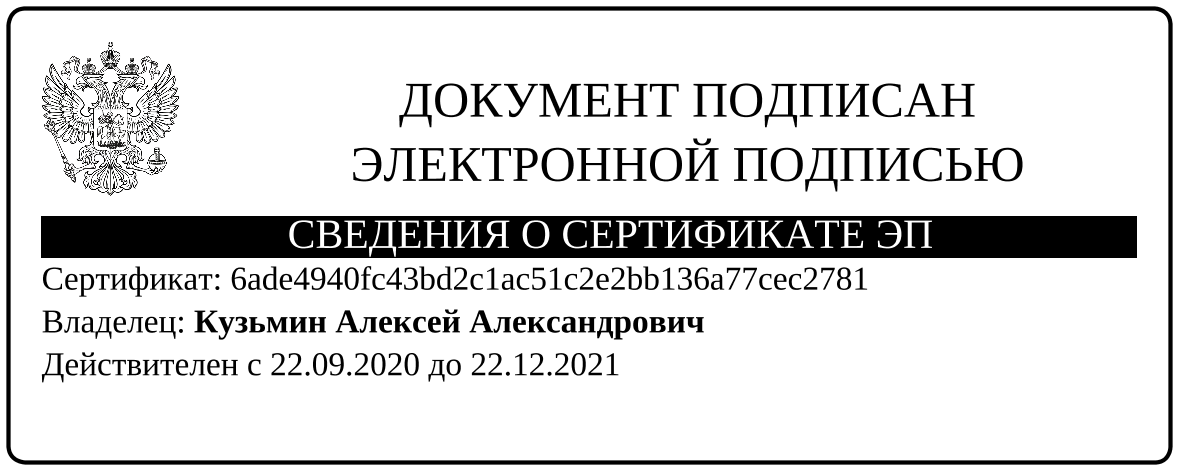 ДОКУМЕНТ ПОДПИСАН
ЭЛЕКТРОННОЙ ПОДПИСЬЮ
СВЕДЕНИЯ О СЕРТИФИКАТЕ ЭП
Сертификат: 6ade4940fc43bd2c1ac51c2e2bb136a77cec2781
Владелец: Кузьмин Алексей Александрович
Действителен с 22.09.2020 до 22.12.2021